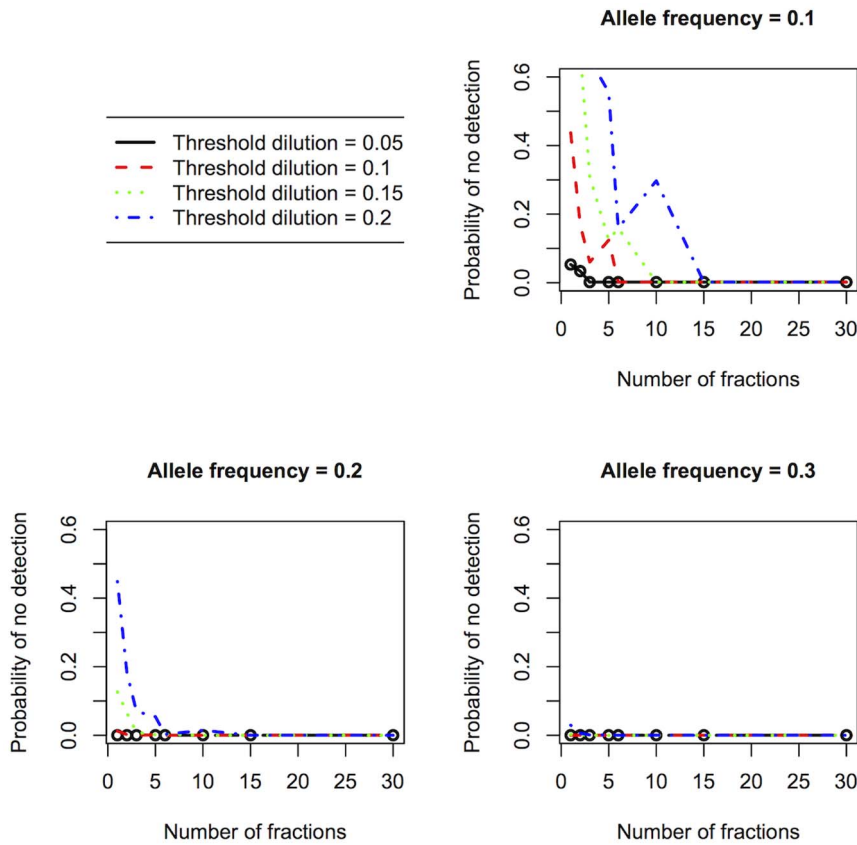 Allele frequency = 0.1
Threshold dilution = 0.05
Threshold dilution = 0.1
Threshold dilution = 0.15
Threshold dilution = 0.2
Probability of no detection
0.0 0.2 0.4 0.6
0 5 10 15 20 25 30
Number of fractions
Allele frequency = 0.2
Probability of no detection
0.0 0.2 0.4 0.6
0 5 10 15 20 25 30
Number of fractions
Allele frequency = 0.3
Probability of no detection
0.0 0.2 0.4 0.6
0 5 10 15 20 25 30
Number of fractions